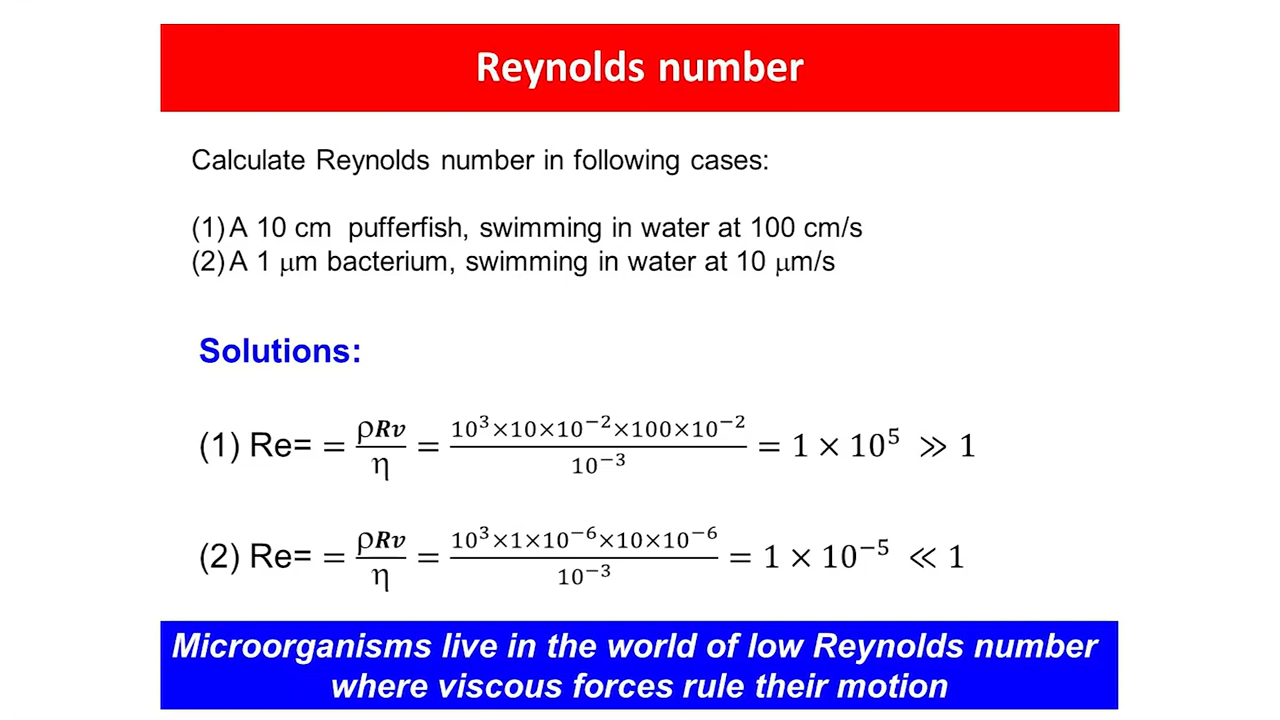 Reynolds number
Calculate Reynolds number in following cases:
(1) A 10 cm pufferfish, swimming in water at 100 cm/s
(2) A 1 μm bacterium, swimming in water at 10 μm/s
Solutions:
(1) Re= = ρRv/η = 10³×10×10⁻²×100×10⁻²/10⁻³ = 1 × 10⁵ ≫ 1
(2) Re= = ρRv/η = 10³×1×10⁻⁶×10×10⁻⁶/10⁻³ = 1 × 10⁻⁵ ≪ 1
Microorganisms live in the world of low Reynolds number
where viscous forces rule their motion